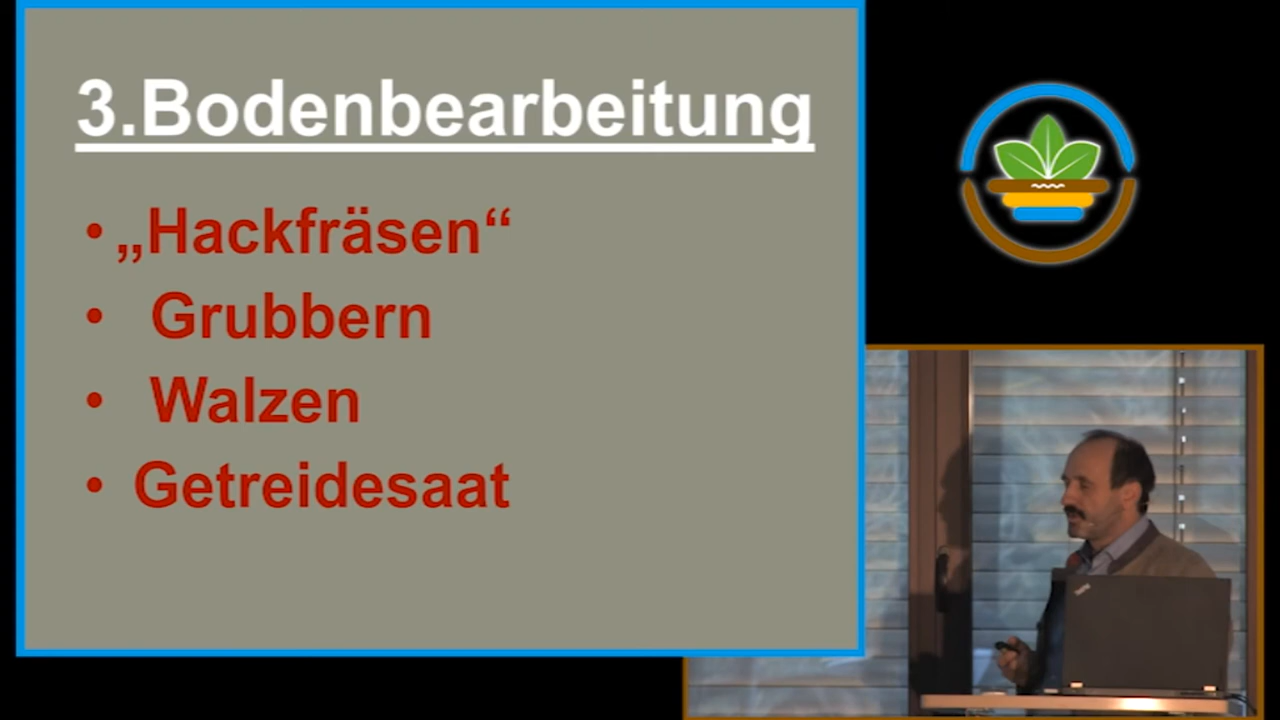 3.Bodenbearbeitung
• „Hackfräsen“
• Grubbern
• Walzen
• Getreidesaat